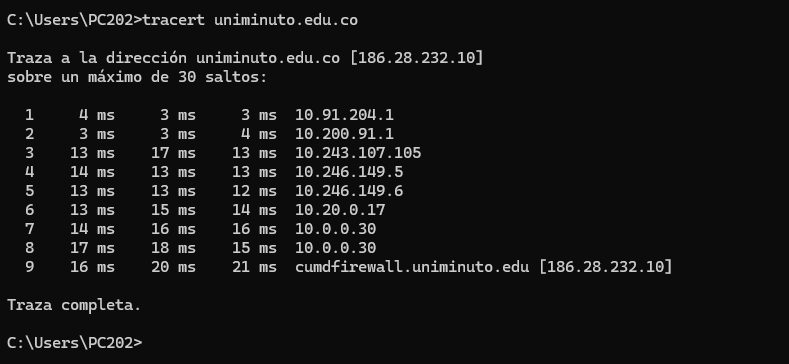 C:\Users\PC202>tracert uniminuto.edu.co
Traza a la dirección uniminuto.edu.co [186.28.232.10]
sobre un máximo de 30 saltos:
1 4 ms 3 ms 3 ms 10.91.204.1
2 3 ms 3 ms 4 ms 10.200.91.1
3 13 ms 17 ms 13 ms 10.243.107.105
4 14 ms 13 ms 13 ms 10.246.149.5
5 13 ms 13 ms 12 ms 10.246.149.6
6 13 ms 15 ms 14 ms 10.20.0.17
7 14 ms 16 ms 16 ms 10.0.0.30
8 17 ms 18 ms 15 ms 10.0.0.30
9 16 ms 20 ms 21 ms cumdfirewall.uniminuto.edu [186.28.232.10]
Traza completa.
C:\Users\PC202>